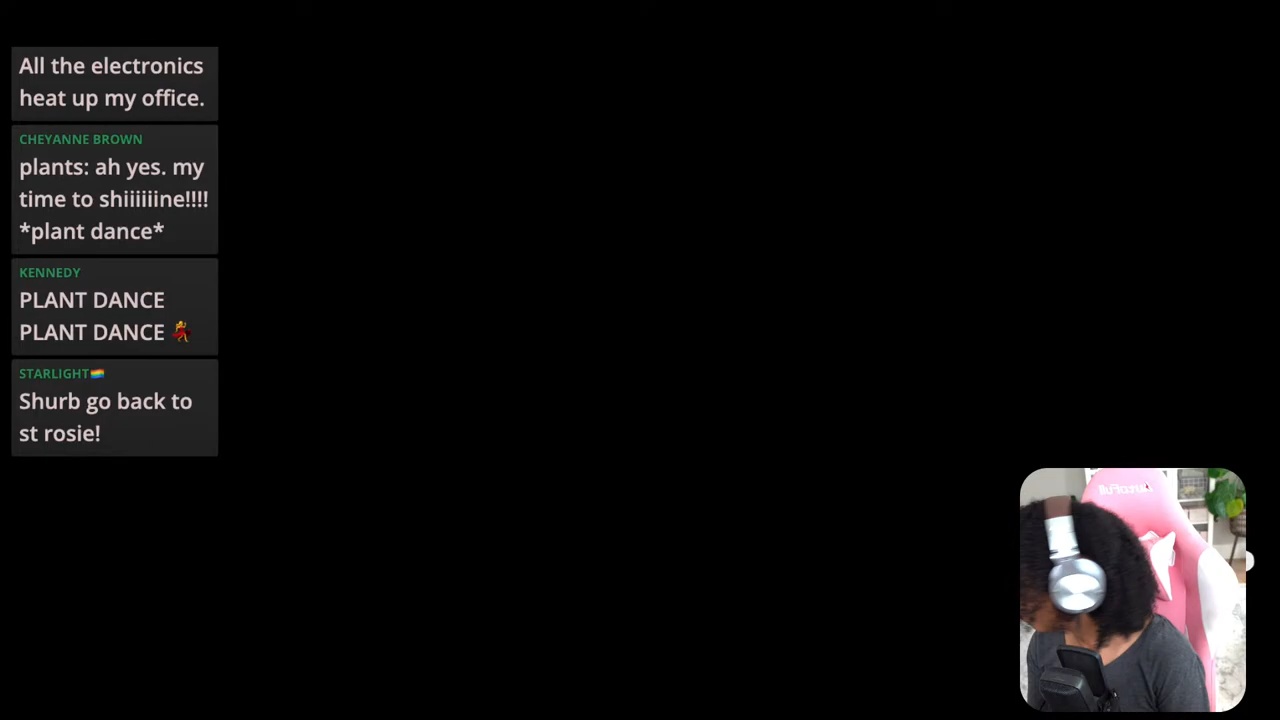 All the electronics
heat up my office.
CHEYANNE BROWN
plants: ah yes. my
time to shiiiiiine!!!!
*plant dance*
KENNEDY
PLANT DANCE
PLANT DANCE 💃
STARLIGHT🏳️‍🌈
Shurb go back to
st rosie!